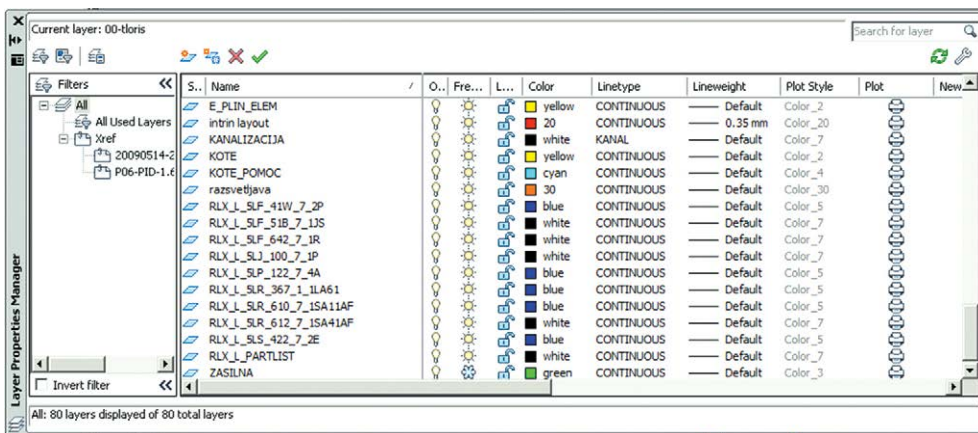 Current layer: 00-tloris
Search for layer
Filters
All
All Used Layers
Xref
20090514-2
P06-PID-1.6
Invert filter
S.. Name O.. Fre... L... Color Linetype Lineweight Plot Style Plot New
E_PLIN_ELEM yellow CONTINUOUS Default Color_2
intrin layout 20 CONTINUOUS 0.35 mm Color_20
KANALIZACIJA white KANAL Default Color_7
KOTE yellow CONTINUOUS Default Color_2
KOTE_POMOC cyan CONTINUOUS Default Color_4
razsvetljava 30 CONTINUOUS Default Color_30
RLX_L_5LF_41W_7_2P blue CONTINUOUS Default Color_5
RLX_L_5LF_51B_7_1JS white CONTINUOUS Default Color_7
RLX_L_5LF_642_7_1R white CONTINUOUS Default Color_7
RLX_L_5LJ_100_7_1P white CONTINUOUS Default Color_7
RLX_L_5LP_122_7_4A blue CONTINUOUS Default Color_5
RLX_L_5LR_367_1_1LA61 blue CONTINUOUS Default Color_5
RLX_L_5LR_610_7_1SA11AF blue CONTINUOUS Default Color_5
RLX_L_5LR_612_7_1SA41AF white CONTINUOUS Default Color_7
RLX_L_5LS_422_7_2E blue CONTINUOUS Default Color_5
RLX_L_PARTLIST white CONTINUOUS Default Color_7
ZASILNA green CONTINUOUS Default Color_3
Layer Properties Manager
All: 80 layers displayed of 80 total layers